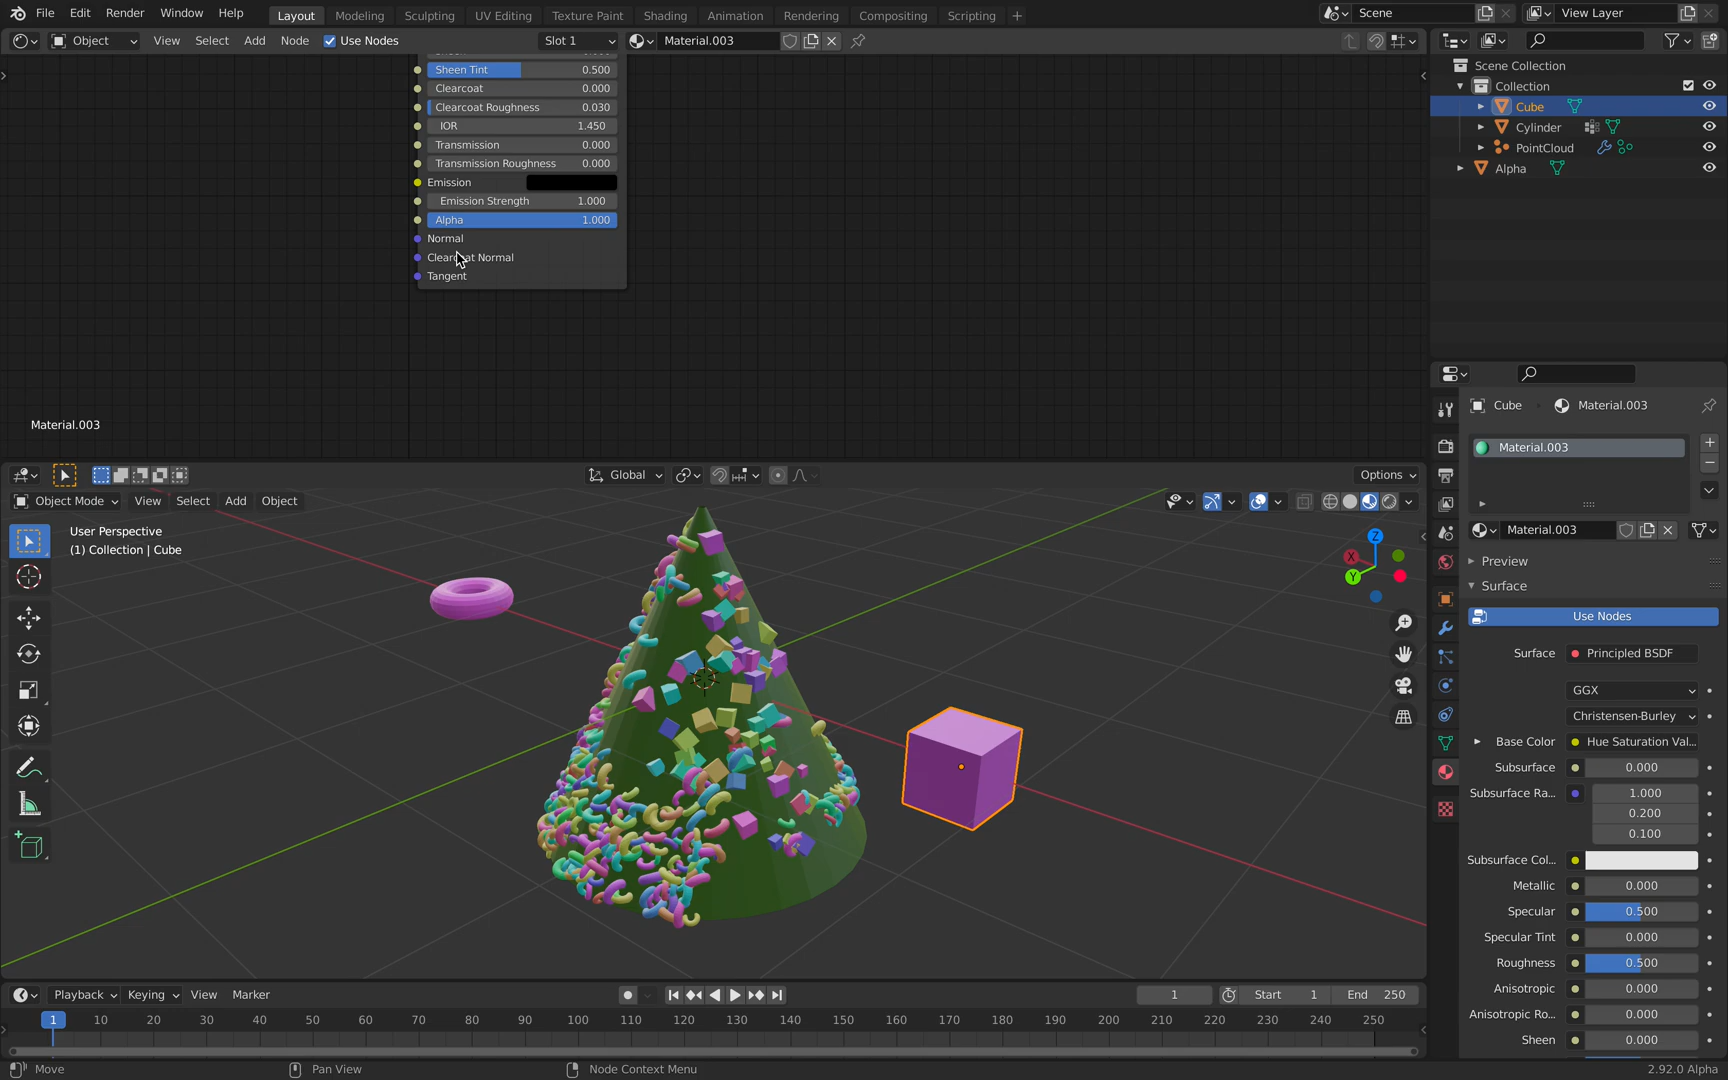 File Edit Render Window Help Layout Modeling Sculpting UV Editing Texture Paint Shading Animation Rendering Compositing Scripting + Scene View Layer
Object View Select Add Node Use Nodes Slot 1 Material.003
Sheen Tint 0.500
Clearcoat 0.000
Clearcoat Roughness 0.030
IOR 1.450
Transmission 0.000
Transmission Roughness 0.000
Emission
Emission Strength 1.000
Alpha 1.000
Normal
Clearcoat Normal
Tangent
Material.003
Scene Collection
Collection
Cube
Cylinder
PointCloud
Alpha
Global Options
Object Mode View Select Add Object
User Perspective
(1) Collection | Cube
Z
X
Y
Cube Material.003
Material.003
Material.003
Preview
Surface
Use Nodes
Surface Principled BSDF
GGX
Christensen-Burley
Base Color Hue Saturation Val...
Subsurface 0.000
Subsurface Ra... 1.000
0.200
0.100
Subsurface Col...
Metallic 0.000
Specular 0.500
Specular Tint 0.000
Roughness 0.500
Anisotropic 0.000
Anisotropic Ro... 0.000
Sheen 0.000
Playback Keying View Marker 1 Start 1 End 250
1 10 20 30 40 50 60 70 80 90 100 110 120 130 140 150 160 170 180 190 200 210 220 230 240 250
Move Pan View Node Context Menu 2.92.0 Alpha